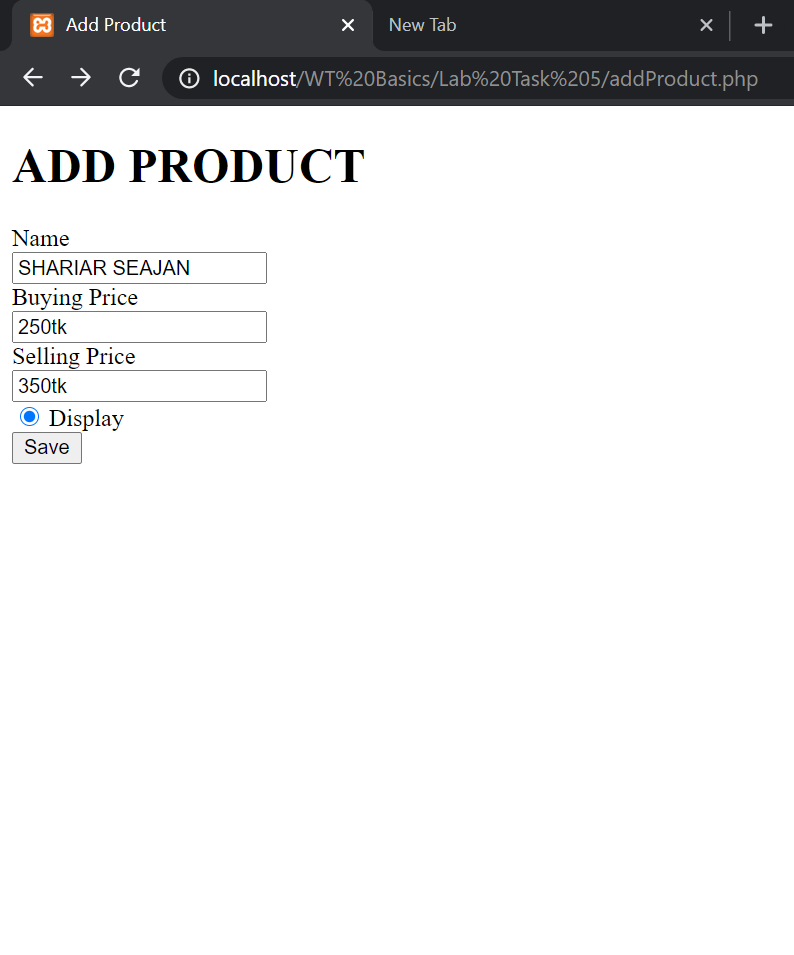 Add Product
New Tab
localhost/WT%20Basics/Lab%20Task%205/addProduct.php
ADD PRODUCT
Name
SHARIAR SEAJAN
Buying Price
250tk
Selling Price
350tk
Display
Save